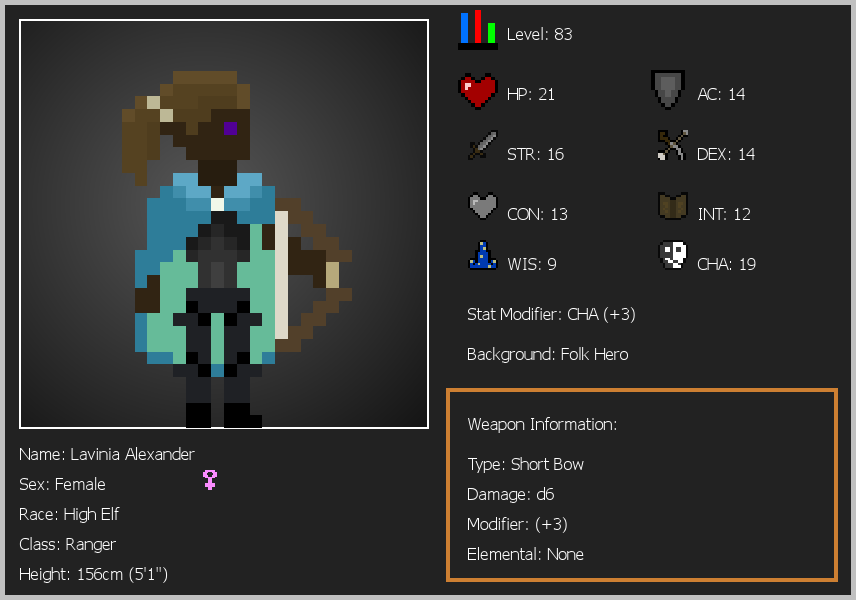 Level: 83
HP: 21
AC: 14
STR: 16
DEX: 14
CON: 13
INT: 12
WIS: 9
CHA: 19
Stat Modifier: CHA (+3)
Background: Folk Hero
Weapon Information:
Type: Short Bow
Damage: d6
Modifier: (+3)
Elemental: None
Name: Lavinia Alexander
Sex: Female
Race: High Elf
Class: Ranger
Height: 156cm (5'1")